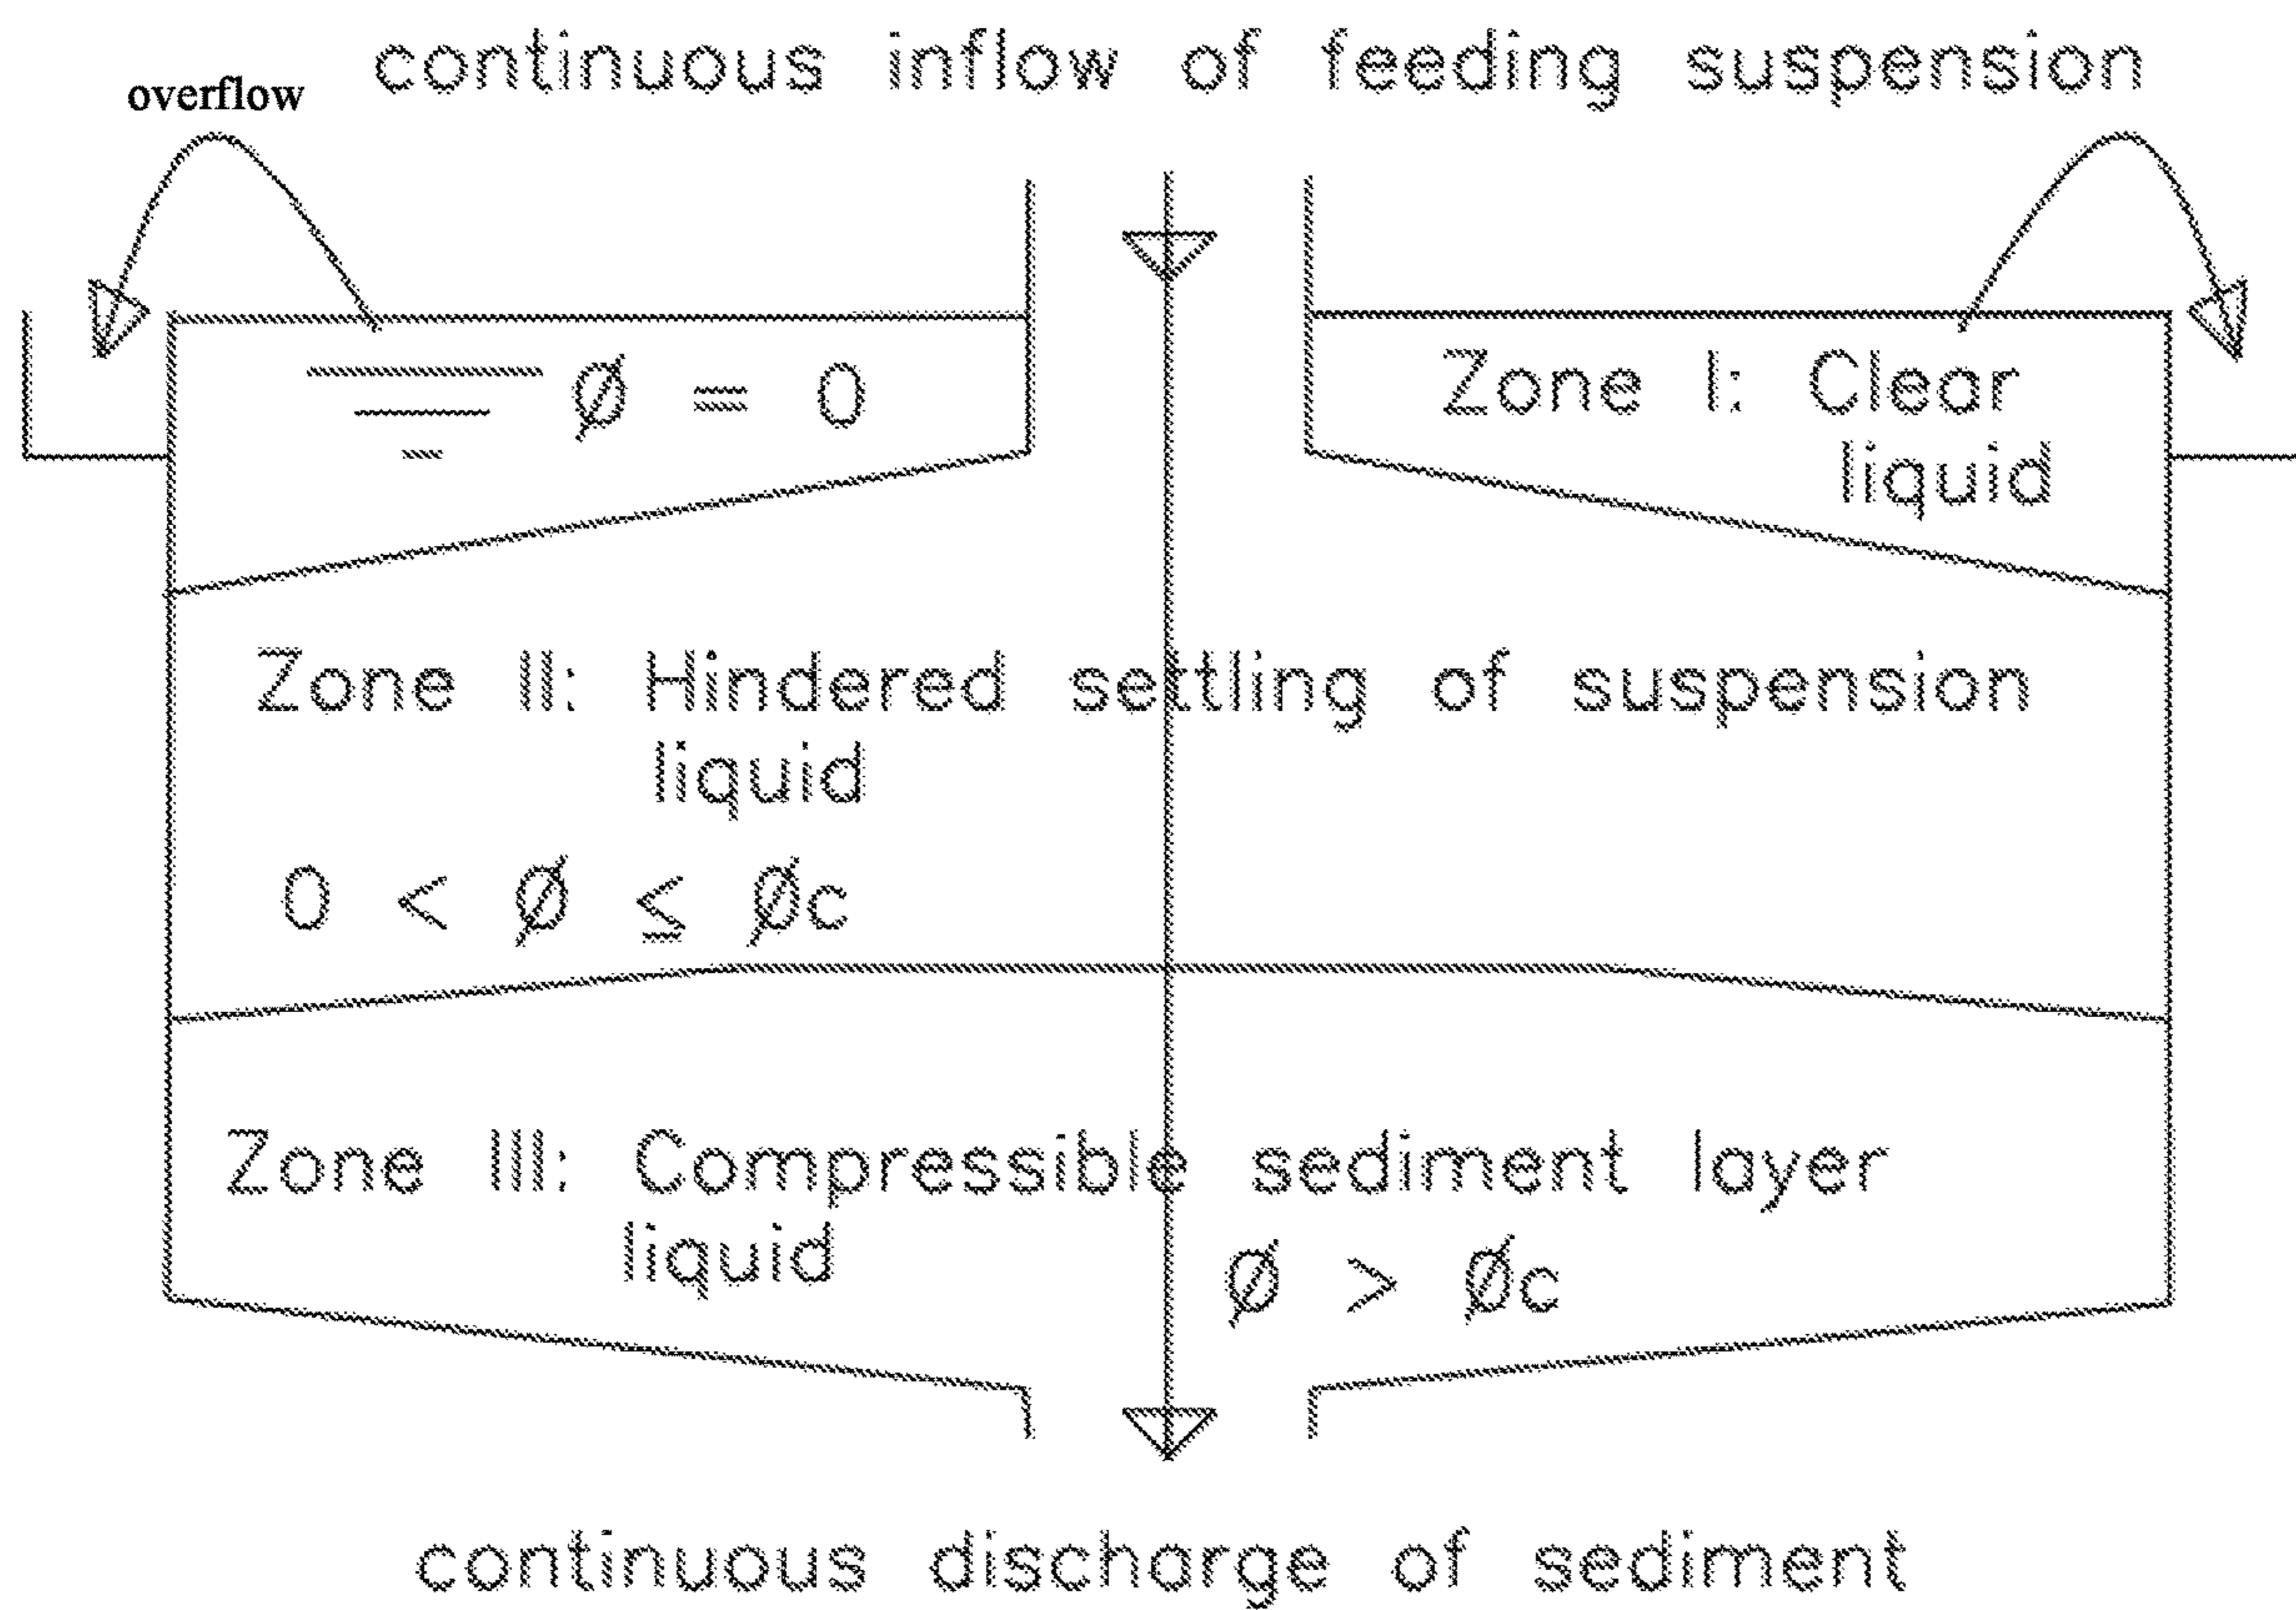 continuous inflow of feeding suspension
overflow
Ø = 0
Zone I: Clear
liquid
Zone II: Hindered settling of suspension
liquid
0 < Ø ≤ Øc
Zone III: Compressible sediment layer
liquid
Ø > Øc
continuous discharge of sediment